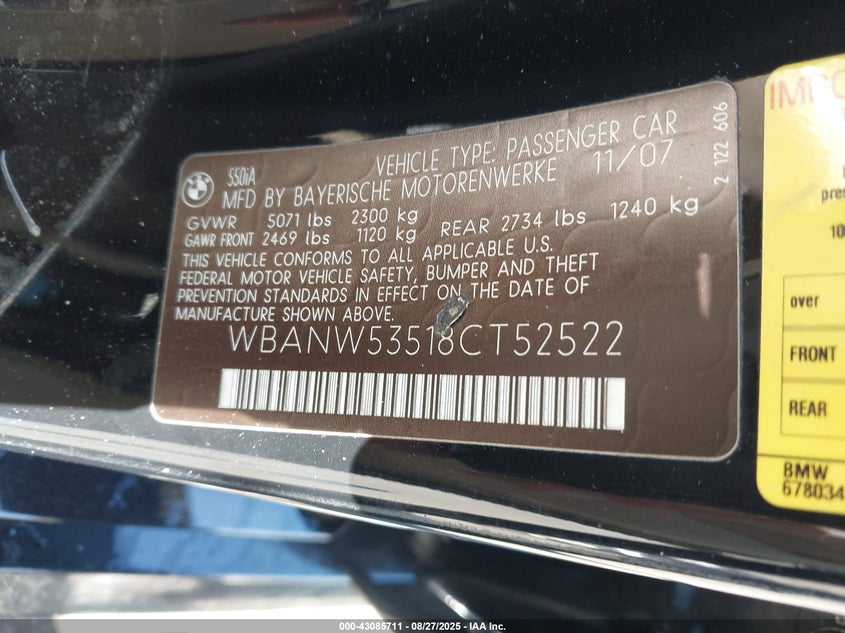 550iA
VEHICLE TYPE: PASSENGER CAR
MFD BY BAYERISCHE MOTORENWERKE 11/07
GVWR 5071 lbs 2300 kg
GAWR FRONT 2469 lbs 1120 kg REAR 2734 lbs 1240 kg
THIS VEHICLE CONFORMS TO ALL APPLICABLE U.S.
FEDERAL MOTOR VEHICLE SAFETY, BUMPER AND THEFT
PREVENTION STANDARDS IN EFFECT ON THE DATE OF
MANUFACTURE SHOWN ABOVE.
WBANW53518CT52522
2 122 606
over
FRONT
REAR
BMW
678034
000-43085711 - 08/27/2025 - IAA Inc.